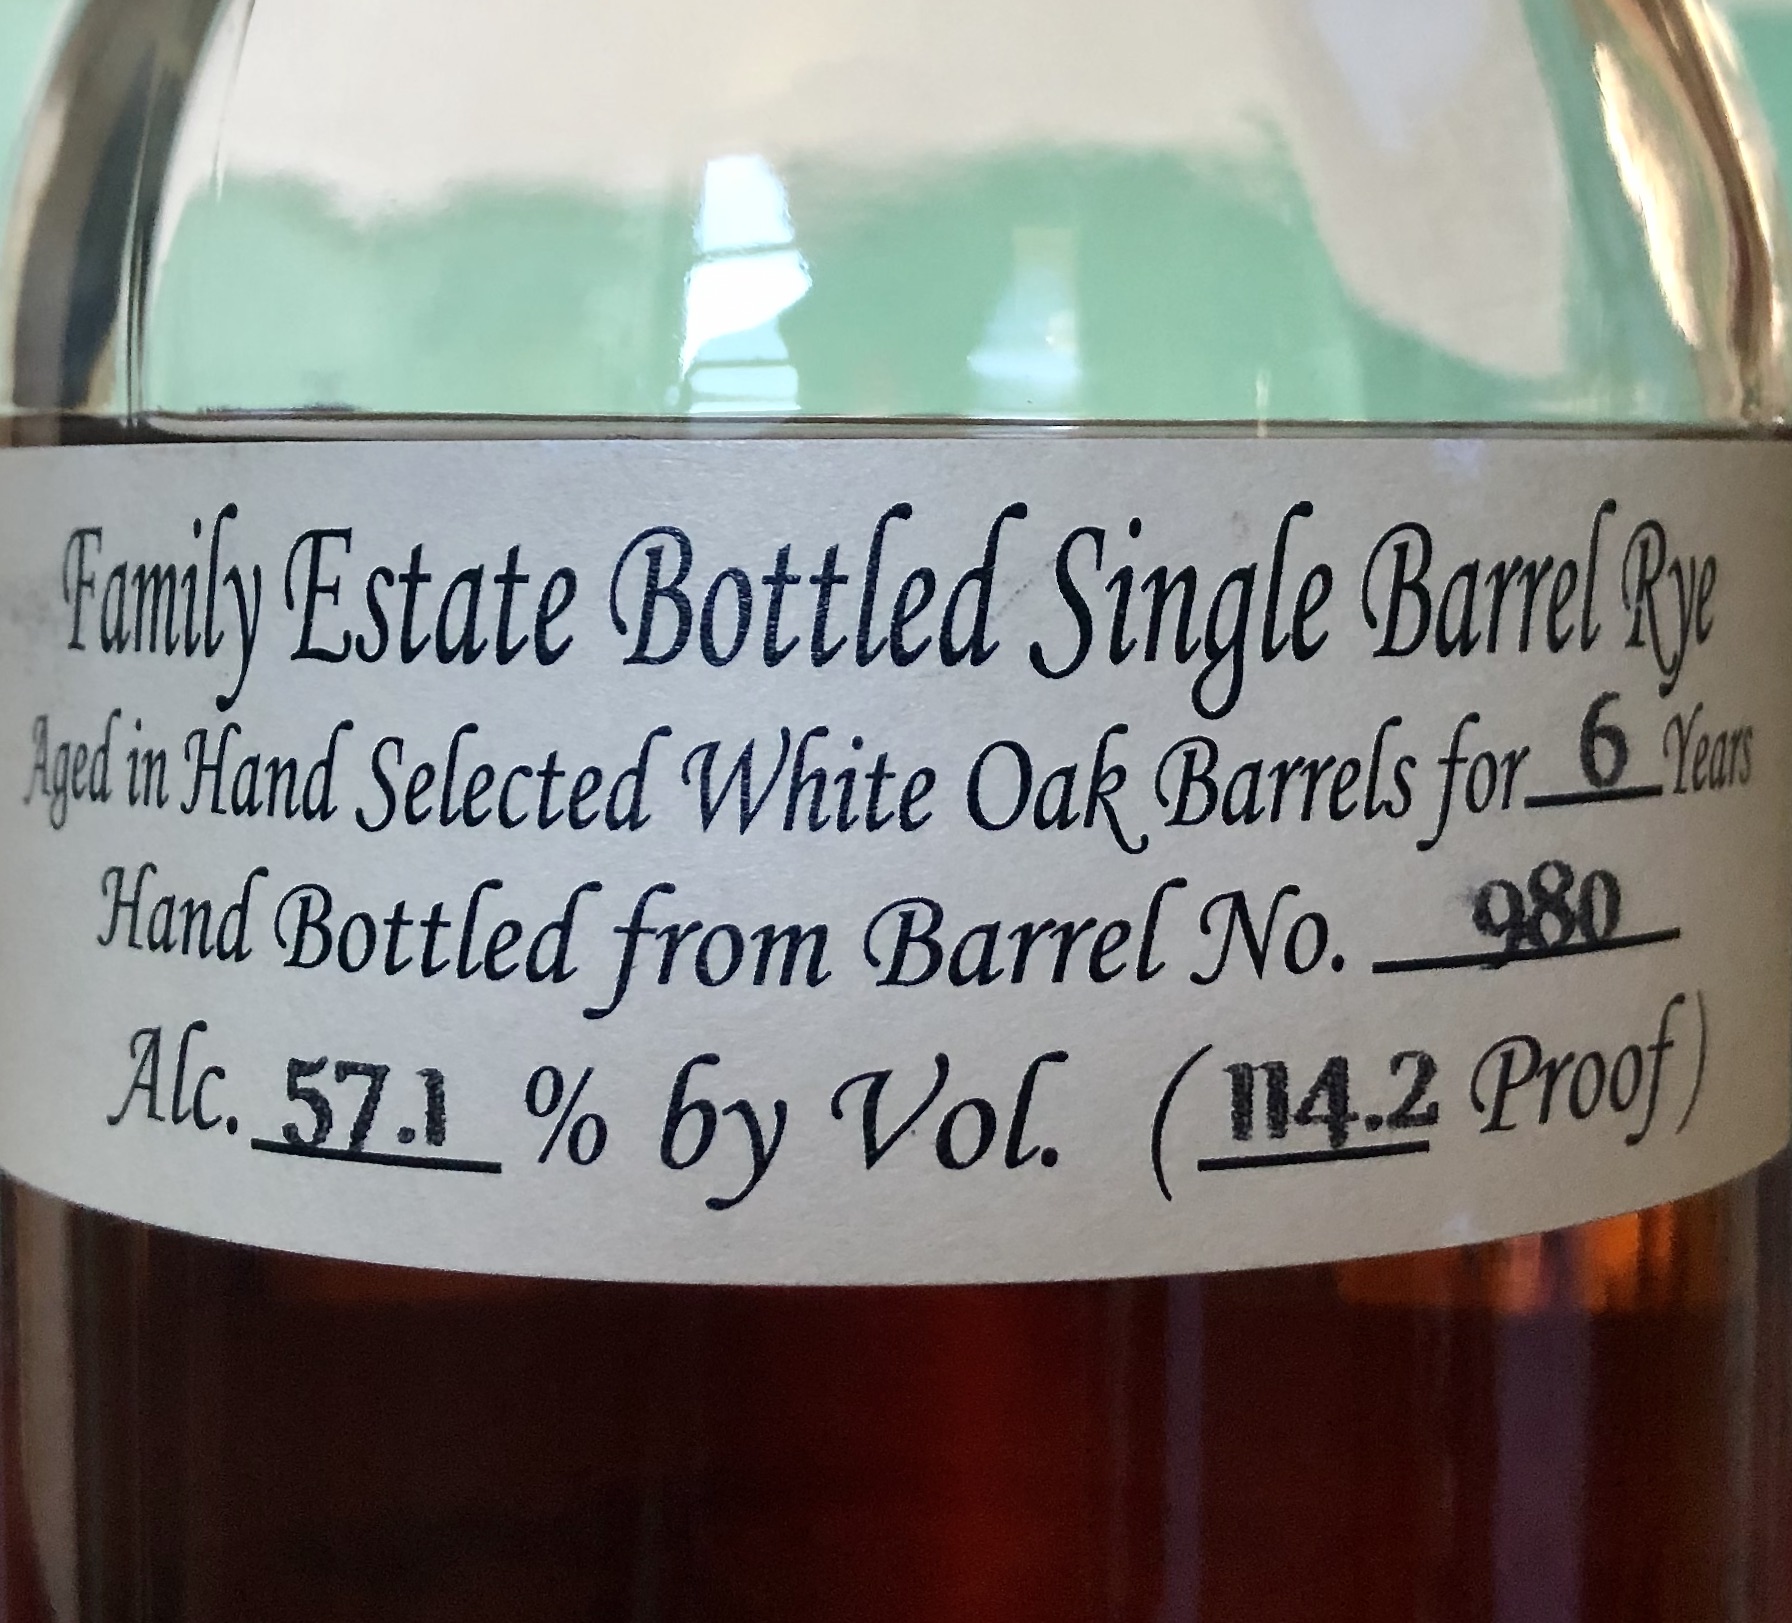 Family Estate Bottled Single Barrel Rye
Aged in Hand Selected White Oak Barrels for 6 Years
Hand Bottled from Barrel No. 980
Alc. 57.1 % by Vol. (114.2 Proof)